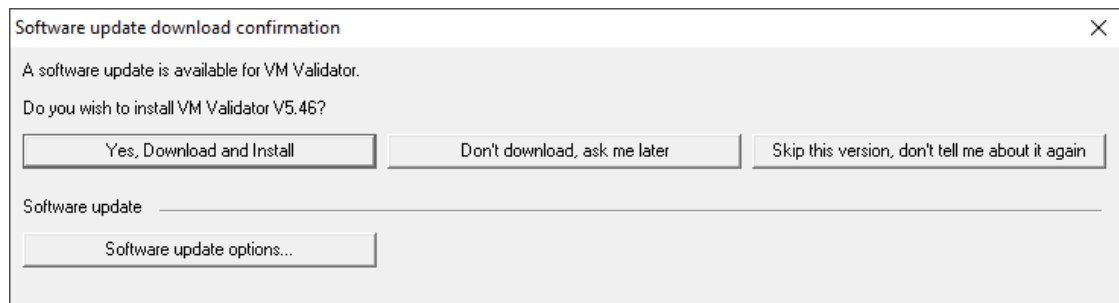 Software update download confirmation
A software update is available for VM Validator.
Do you wish to install VM Validator V5.46?
Yes, Download and Install
Don't download, ask me later
Skip this version, don't tell me about it again
Software update
Software update options...